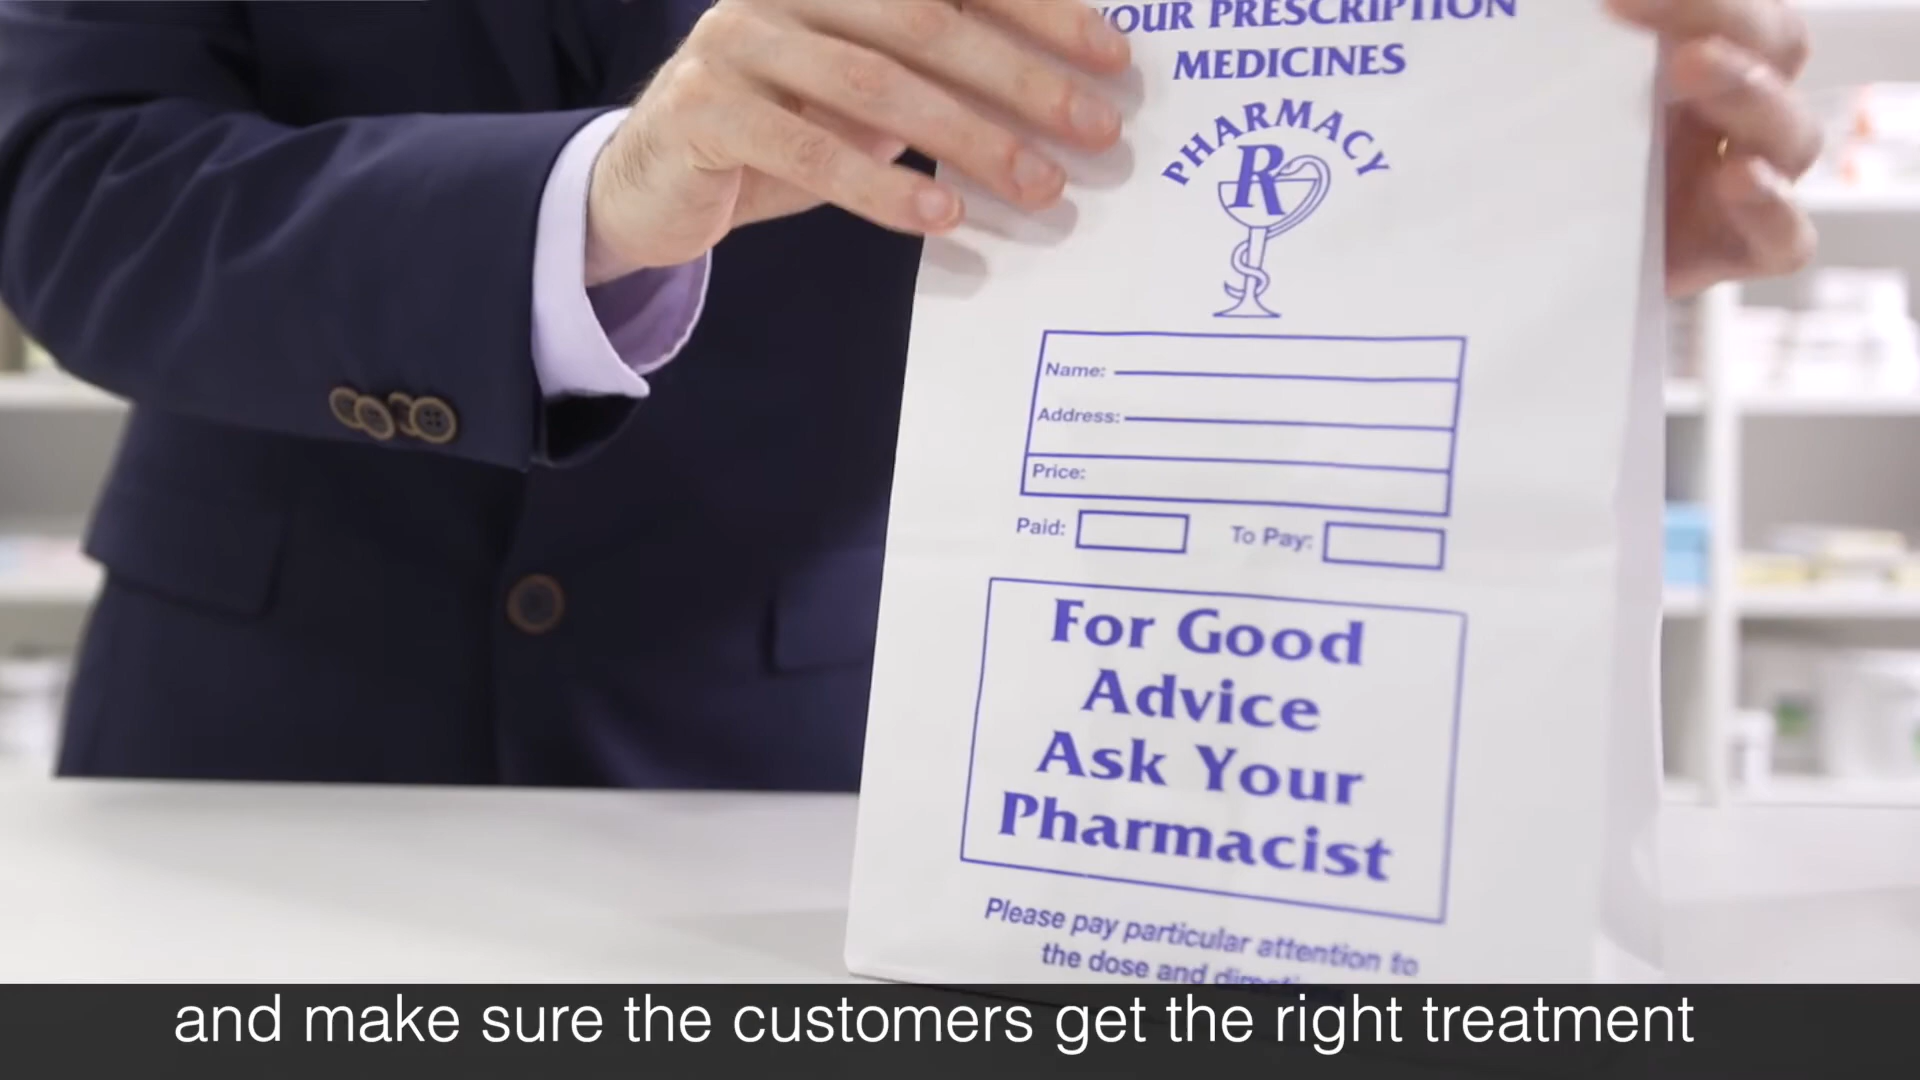 OUR PRESCRIPTION
MEDICINES
PHARMACY
R
Name:
Address:
Price:
Paid: To Pay:
For Good
Advice
Ask Your
Pharmacist
Please pay particular attention to
the dose and
and make sure the customers get the right treatment